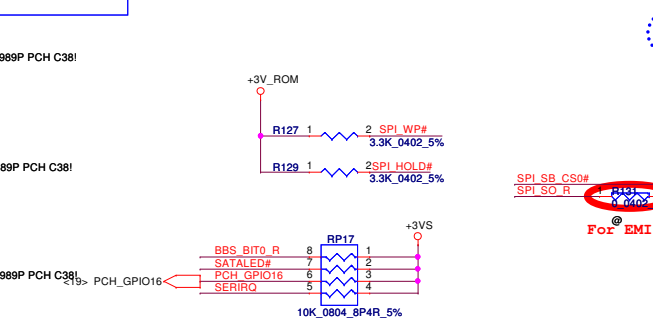 989P PCH C38!
+3V_ROM
R127 1 2 SPI_WP#
3.3K_0402_5%
89P PCH C38!
R129 1 2 SPI_HOLD#
3.3K_0402_5%
SPI_SB_CS0#
SPI_SO_R 1 R131
0_0402
@
For EMI
+3VS
RP17
BBS_BIT0_R 8 1
SATALED# 7 2
989P PCH C38!
<19> PCH_GPIO16 PCH_GPIO16 6 3
SERIRQ 5 4
10K_0804_8P4R_5%